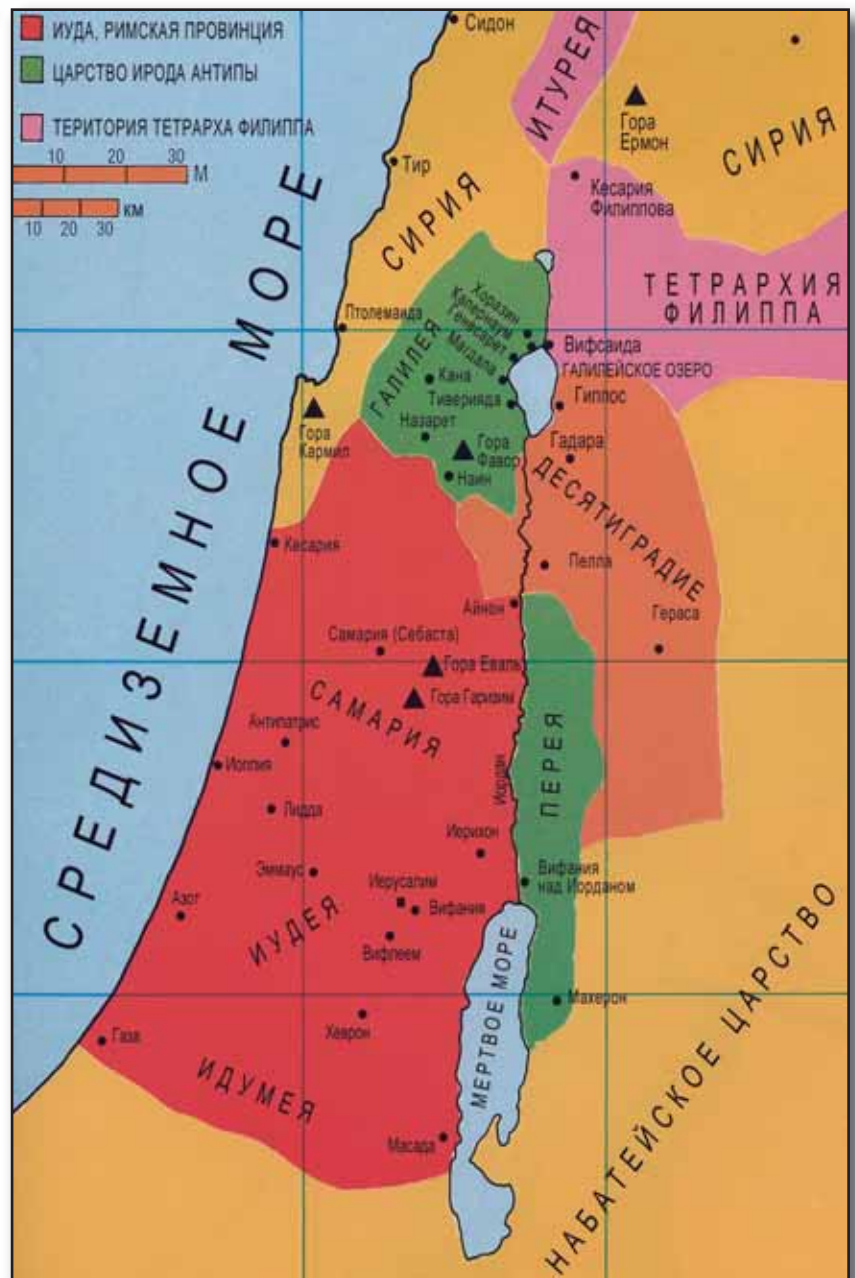 ИУДА, РИМСКАЯ ПРОВИНЦИЯ
ЦАРСТВО ИРОДА АНТИПЫ
ТЕРИТОРИЯ ТЕТРАРХА ФИЛИППА
10 20 30
М
км
10 20 30
СРЕДИЗЕМНОЕ МОРЕ
Сидон
ИТУРЕЯ
Гора
Ермон
СИРИЯ
Тир
СИРИЯ
Кесария
Филиппова
ТЕТРАРХИЯ
ФИЛИППА
Птолемаида
Хоразин
Капернаум
Генесарет
Магдала
Вифсаида
ГАЛИЛЕЙСКОЕ ОЗЕРО
ГАЛИЛЕЯ
Кана
Тиверияда
Гиппос
Гора
Кармил
Назарет
Гора
Фавор
Гадара
Наин
ДЕСЯТИГРАДИЕ
Кесария
Пелла
Айнон
Гераса
Самария (Себаста)
Гора Еваль
Гора Гаризим
САМАРИЯ
Антипатрис
Иоппия
Иордан
ПЕРЕЯ
Лидда
Иерихон
Эммаус
Вифания
над Иорданом
Иерусалим
Вифания
Азот
ИУДЕЯ
Вифлеем
МЕРТВОЕ МОРЕ
Махерон
Хеврон
Газа
ИДУМЕЯ
Масада
НАБАТЕЙСКОЕ ЦАРСТВО